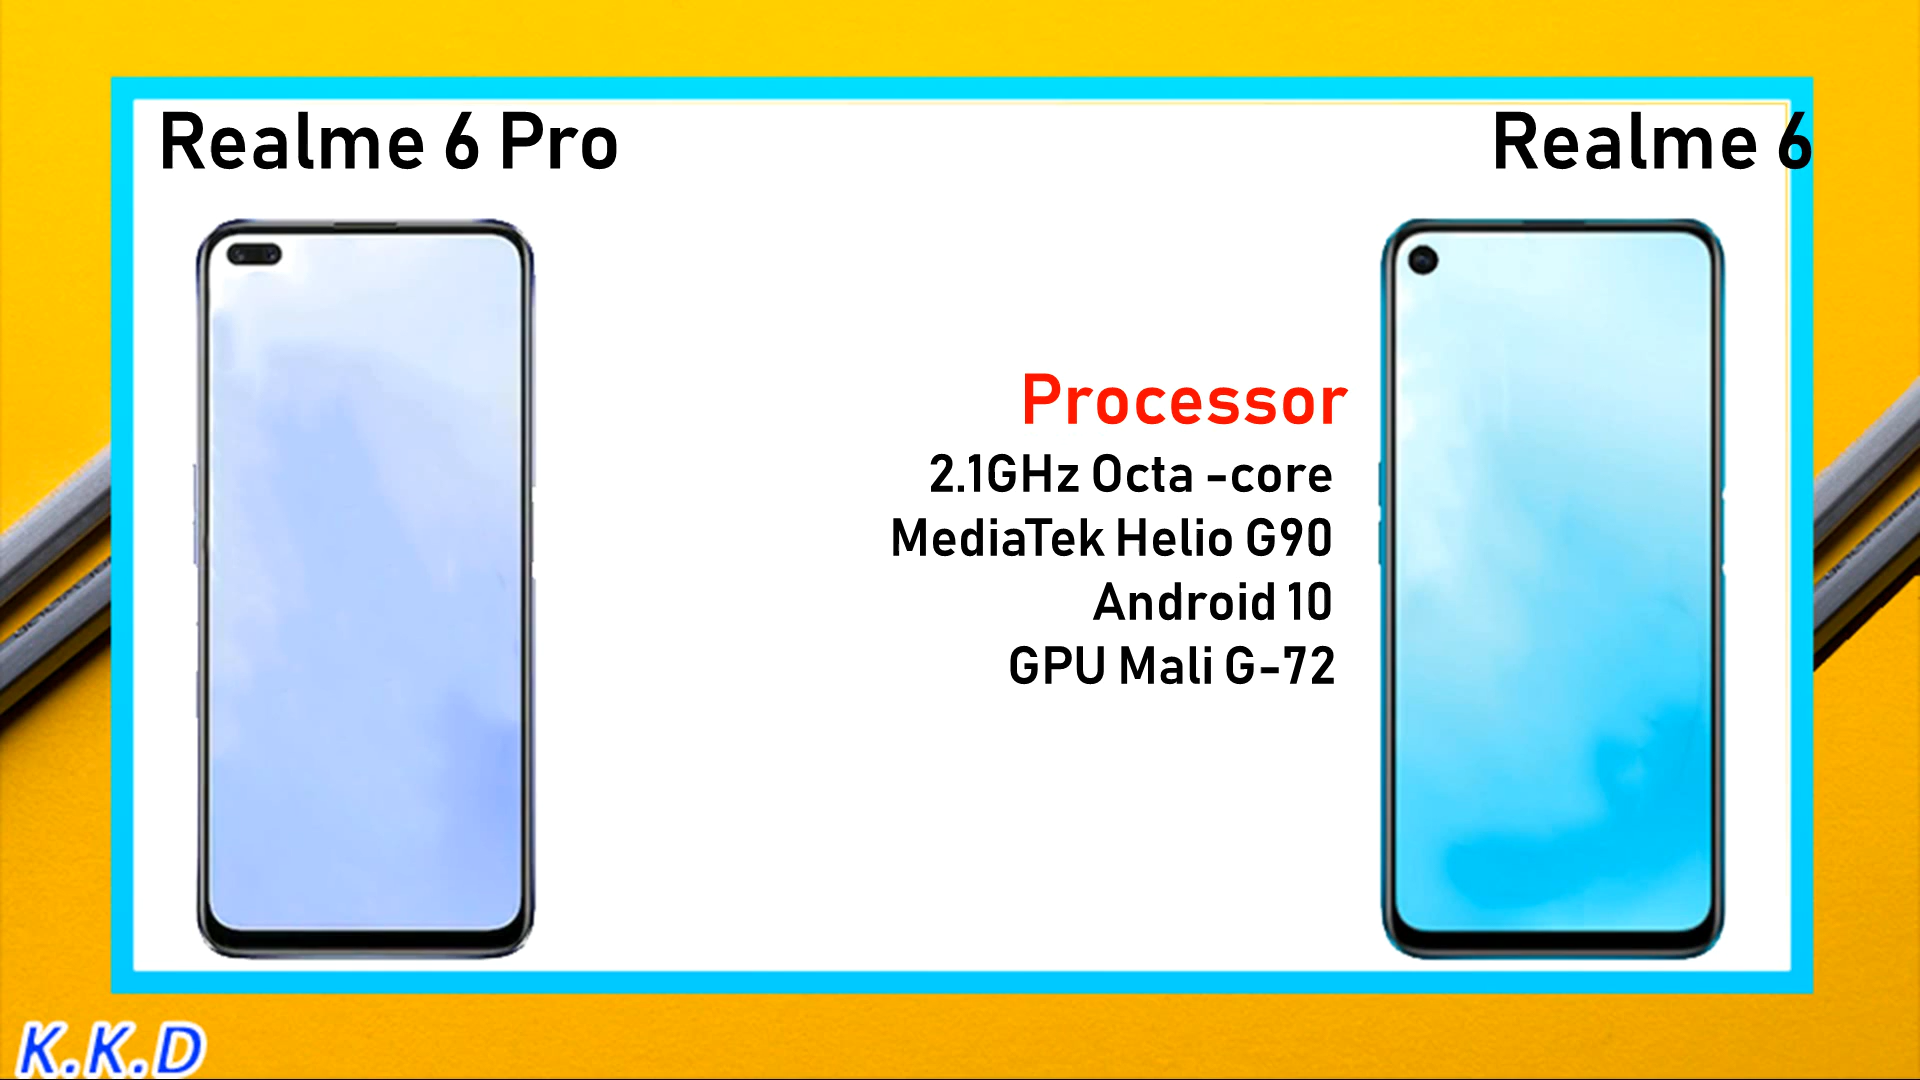 Realme 6 Pro
Realme 6
Processor
2.1GHz Octa -core
MediaTek Helio G90
Android 10
GPU Mali G-72
K.K.D